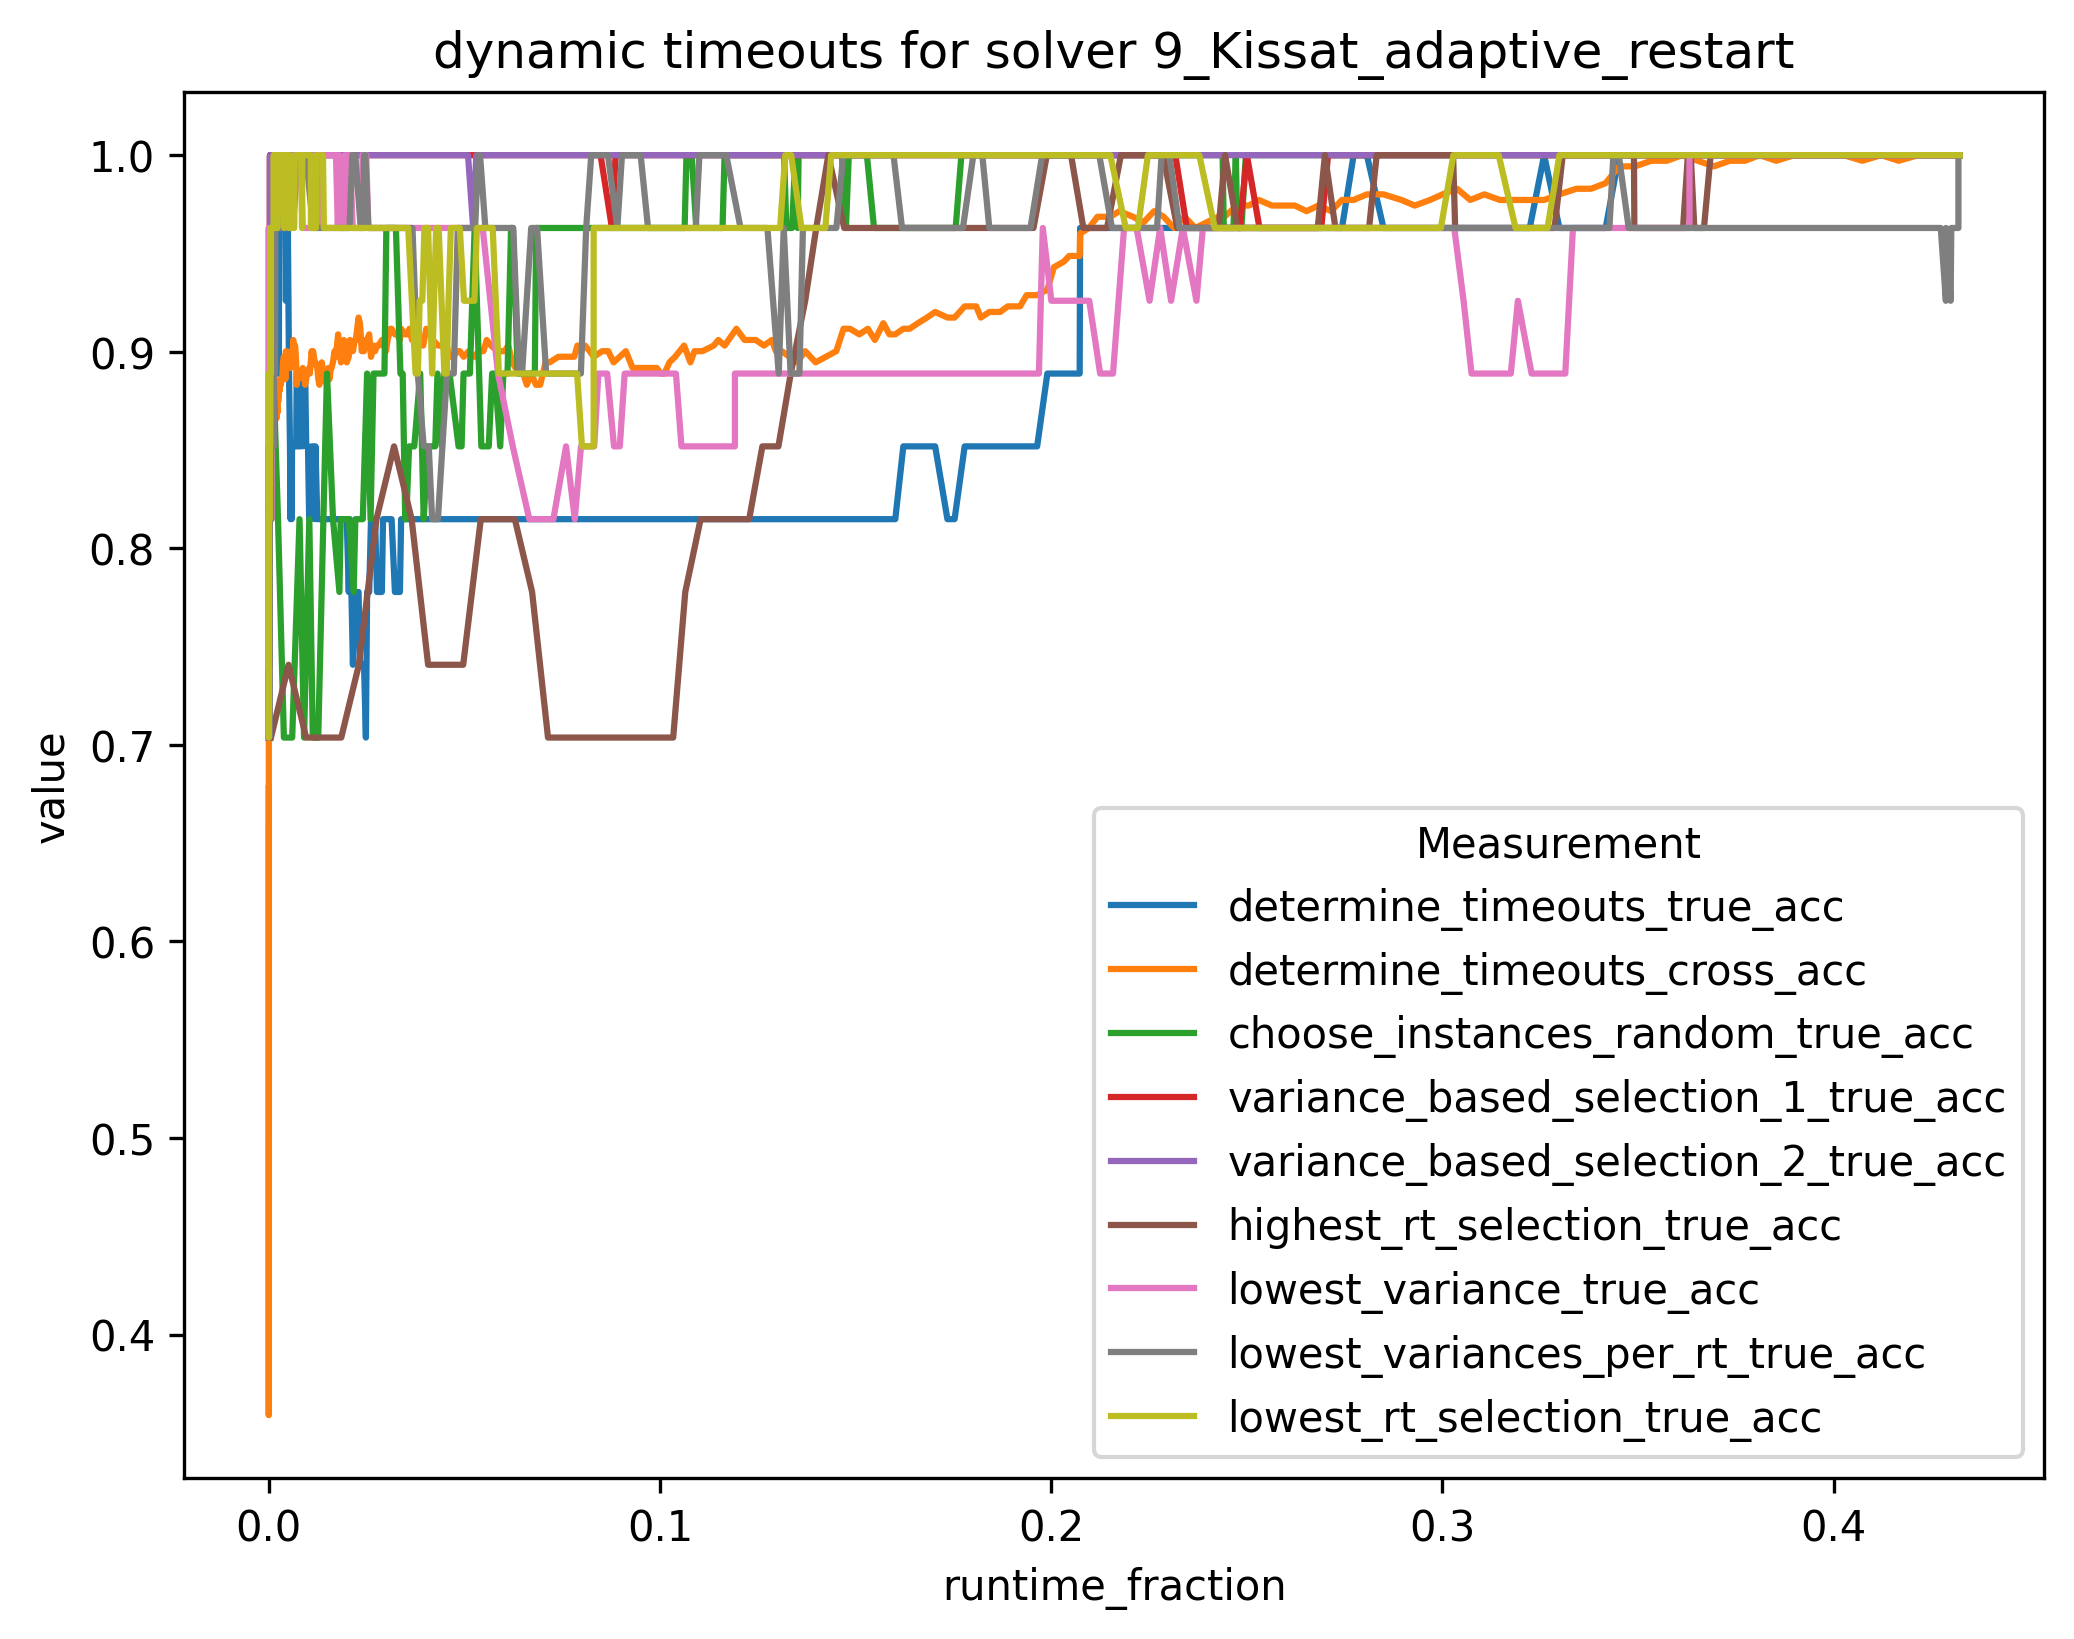 dynamic timeouts for solver 9_Kissat_adaptive_restart
value
1.0
0.9
0.8
0.7
0.6
0.5
0.4
Measurement
determine_timeouts_true_acc
determine_timeouts_cross_acc
choose_instances_random_true_acc
variance_based_selection_1_true_acc
variance_based_selection_2_true_acc
highest_rt_selection_true_acc
lowest_variance_true_acc
lowest_variances_per_rt_true_acc
lowest_rt_selection_true_acc
0.0 0.1 0.2 0.3 0.4
runtime_fraction